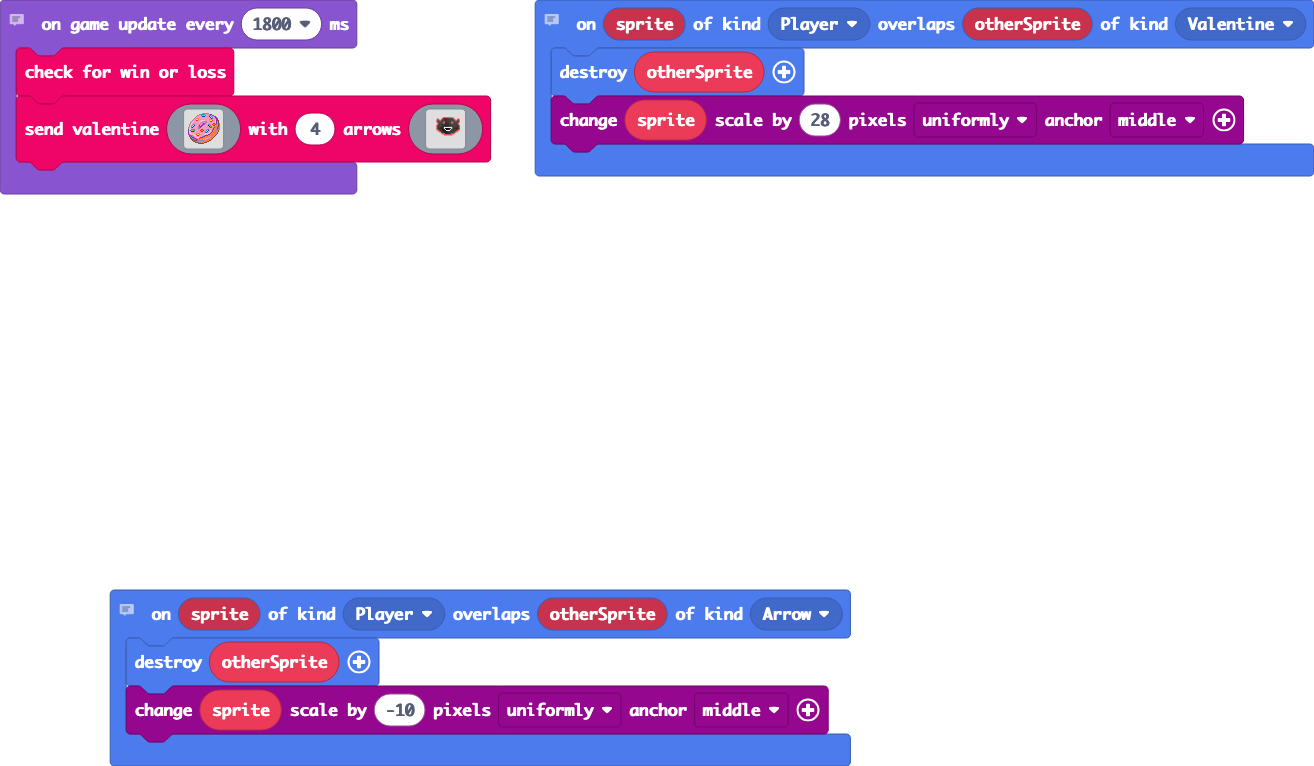 on game update every 1800 ms
check for win or loss
send valentine with 4 arrows
on sprite of kind Player overlaps otherSprite of kind Valentine
destroy otherSprite
change sprite scale by 28 pixels uniformly anchor middle
on sprite of kind Player overlaps otherSprite of kind Arrow
destroy otherSprite
change sprite scale by -10 pixels uniformly anchor middle